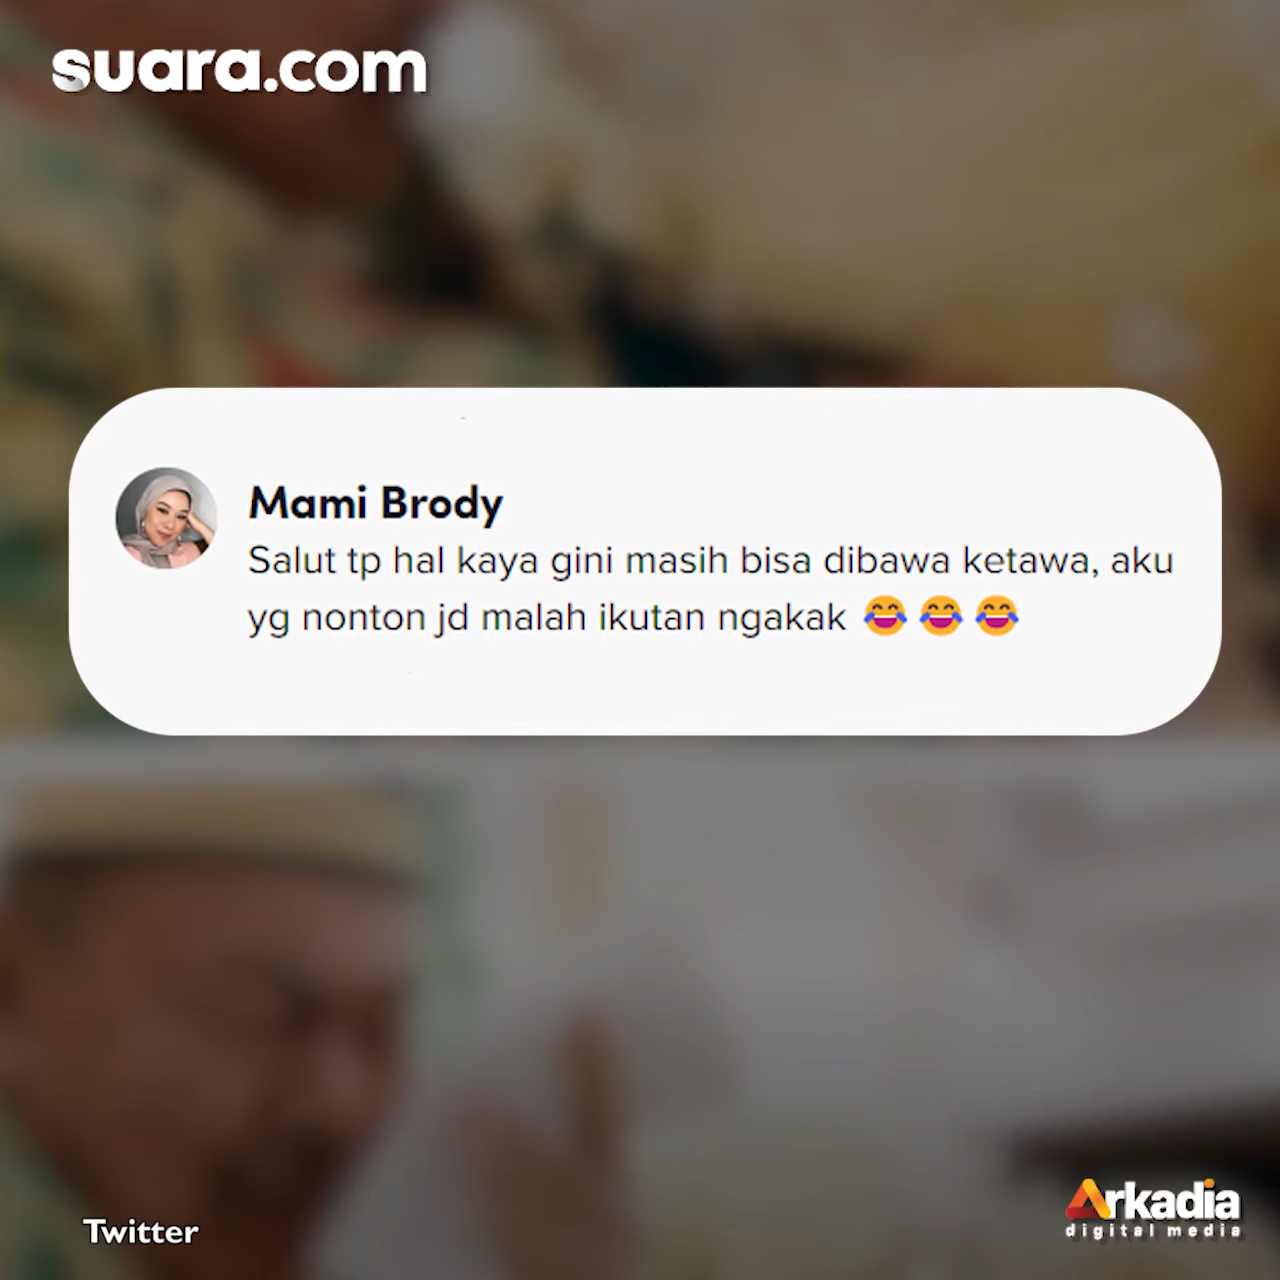 suara.com
Mami Brody
Salut tp hal kaya gini masih bisa dibawa ketawa, aku
yg nonton jd malah ikutan ngakak 😂😂😂
Twitter
Arkadia
digital media